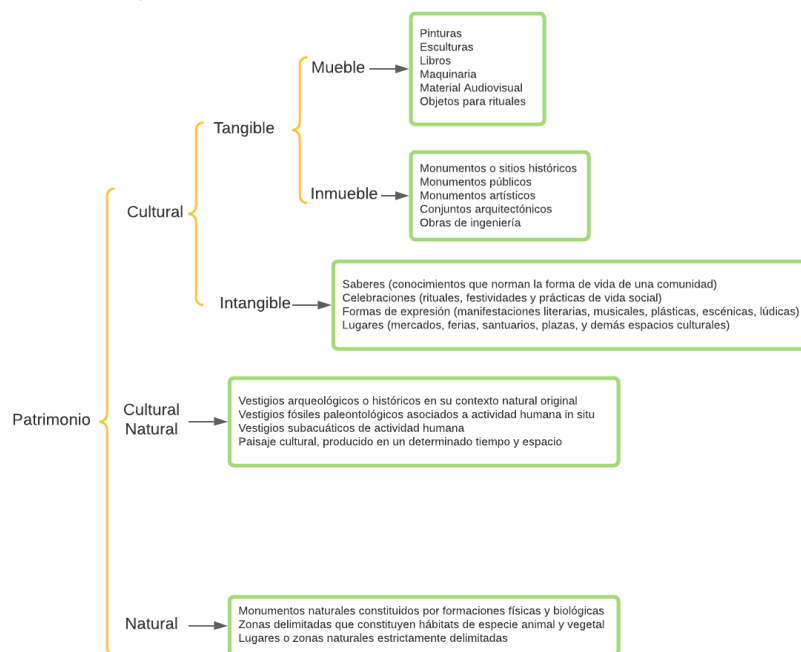 Patrimonio
Cultural
Tangible
Mueble
Pinturas
Esculturas
Libros
Maquinaria
Material Audiovisual
Objetos para rituales
Inmueble
Monumentos o sitios históricos
Monumentos públicos
Monumentos artísticos
Conjuntos arquitectónicos
Obras de ingeniería
Intangible
Saberes (conocimientos que norman la forma de vida de una comunidad)
Celebraciones (rituales, festividades y prácticas de vida social)
Formas de expresión (manifestaciones literarias, musicales, plásticas, escénicas, lúdicas)
Lugares (mercados, ferias, santuarios, plazas, y demás espacios culturales)
Cultural
Natural
Vestigios arqueológicos o históricos en su contexto natural original
Vestigios fósiles paleontológicos asociados a actividad humana in situ
Vestigios subacuáticos de actividad humana
Paisaje cultural, producido en un determinado tiempo y espacio
Natural
Monumentos naturales constituidos por formaciones físicas y biológicas
Zonas delimitadas que constituyen hábitats de especie animal y vegetal
Lugares o zonas naturales estrictamente delimitadas